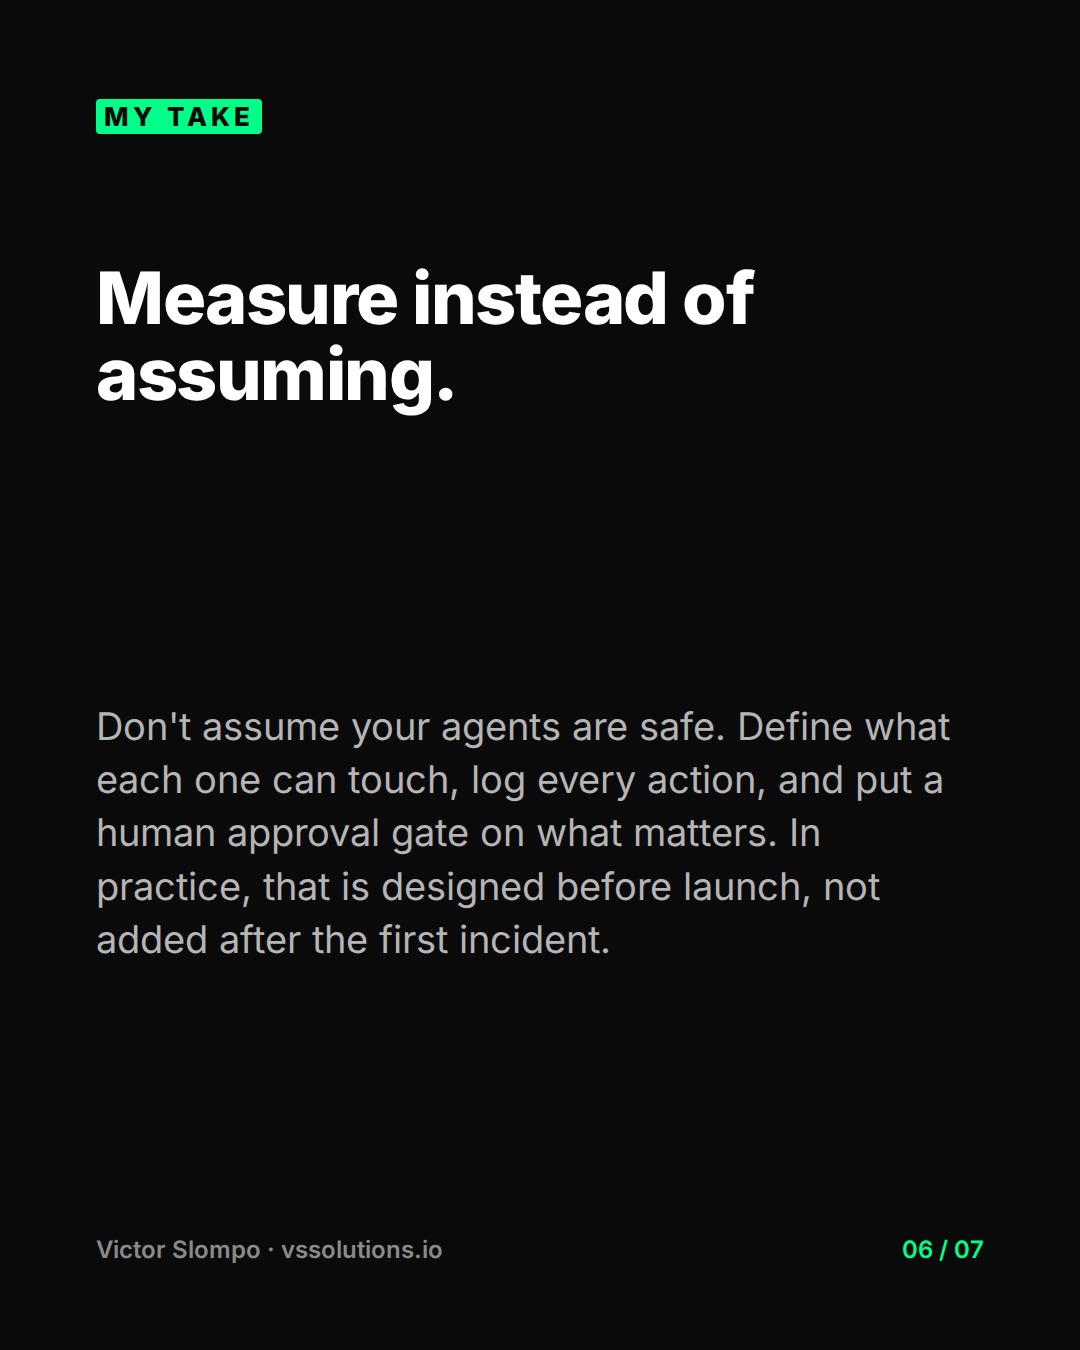 MY TAKE
Measure instead of
assuming.
Don't assume your agents are safe. Define what
each one can touch, log every action, and put a
human approval gate on what matters. In
practice, that is designed before launch, not
added after the first incident.
Victor Slompo · vssolutions.io
06 / 07